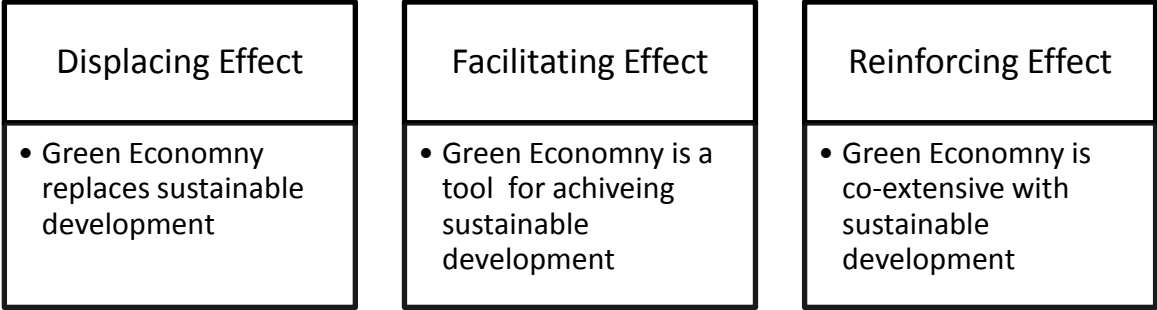 Displacing Effect
• Green Economny
replaces sustainable
development
Facilitating Effect
• Green Economny is a
tool  for achiveing
sustainable
development
Reinforcing Effect
• Green Economny is
co-extensive with
sustainable
development